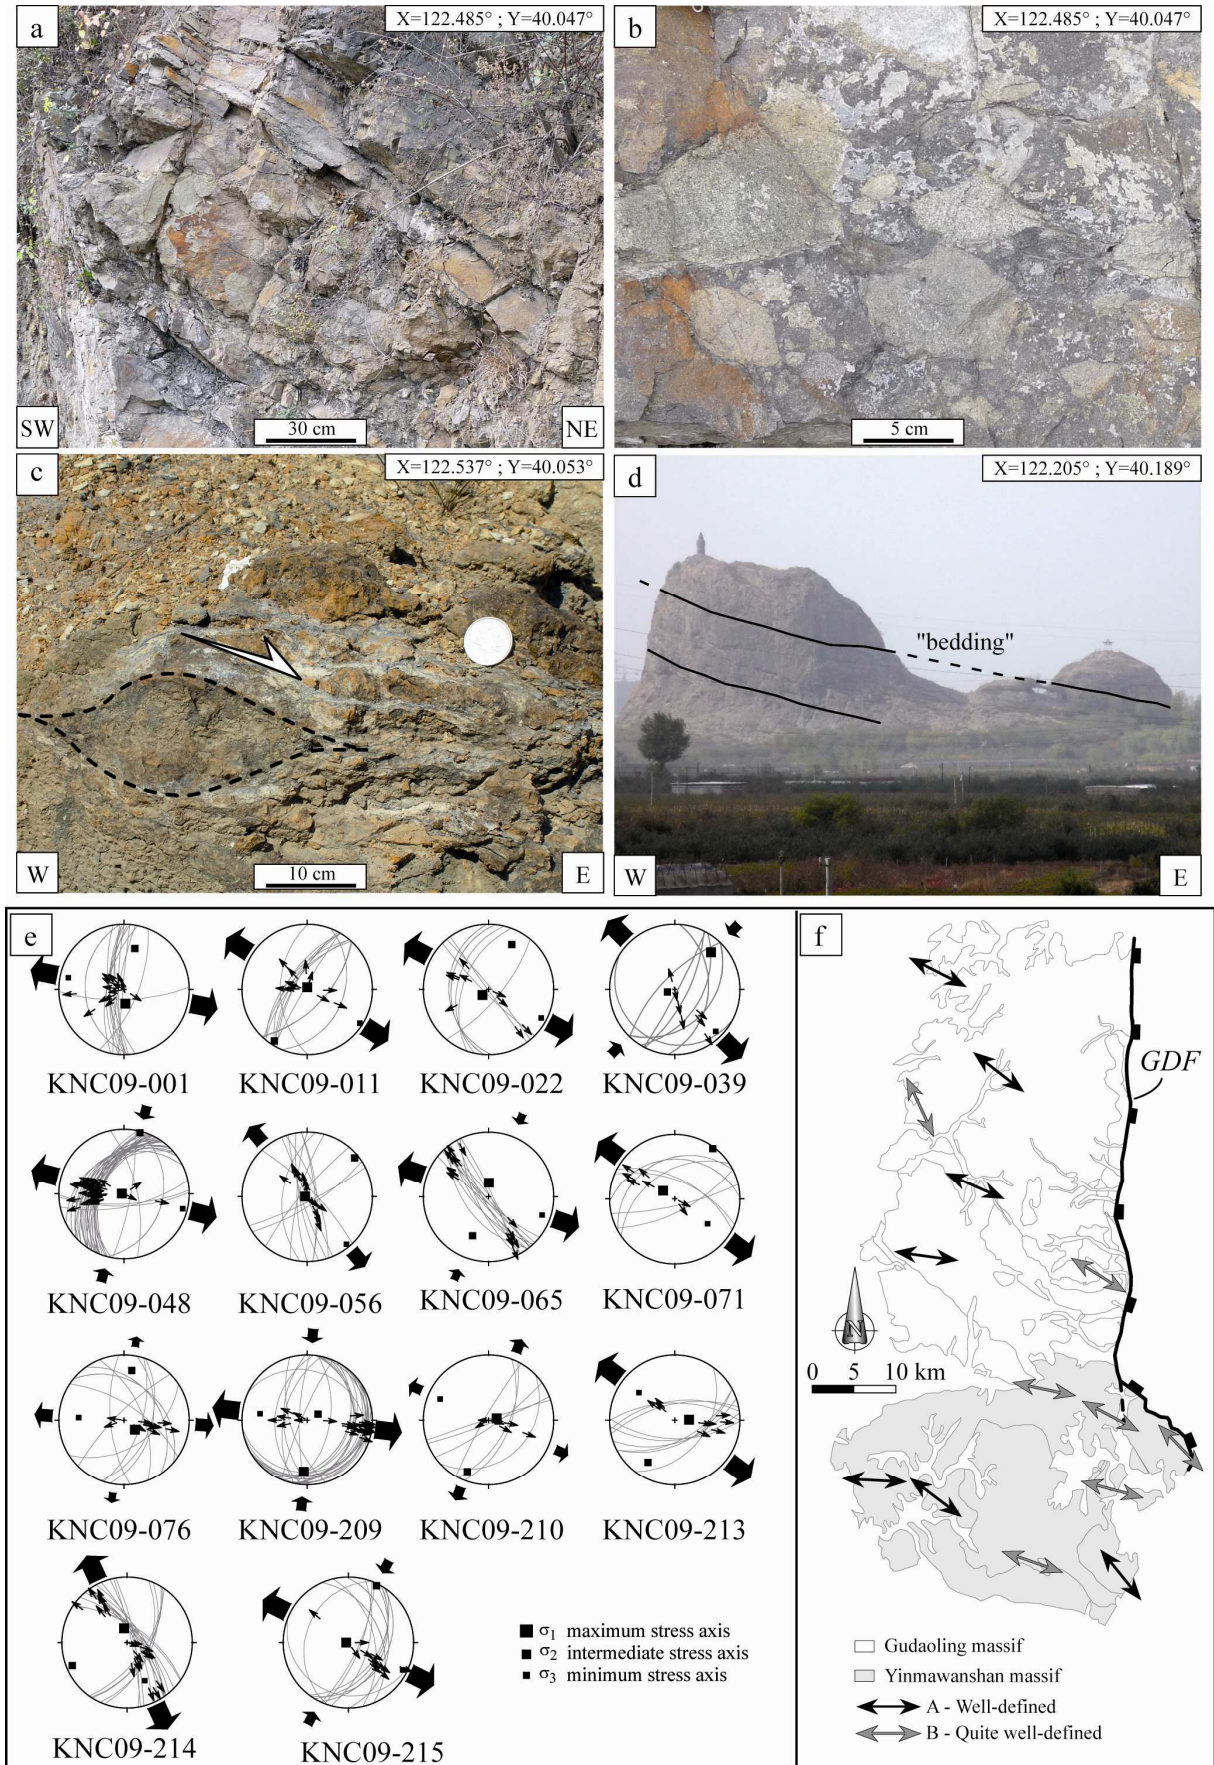 a
X=122.485° ; Y=40.047°
SW
30 cm
NE
b
X=122.485° ; Y=40.047°
5 cm
c
X=122.537° ; Y=40.053°
W
10 cm
E
d
X=122.205° ; Y=40.189°
"bedding"
W
E
e
KNC09-001
KNC09-011
KNC09-022
KNC09-039
KNC09-048
KNC09-056
KNC09-065
KNC09-071
KNC09-076
KNC09-209
KNC09-210
KNC09-213
KNC09-214
KNC09-215
σ1 maximum stress axis
σ2 intermediate stress axis
σ3 minimum stress axis
f
GDF
N
0 5 10 km
Gudaoling massif
Yinmawanshan massif
A - Well-defined
B - Quite well-defined